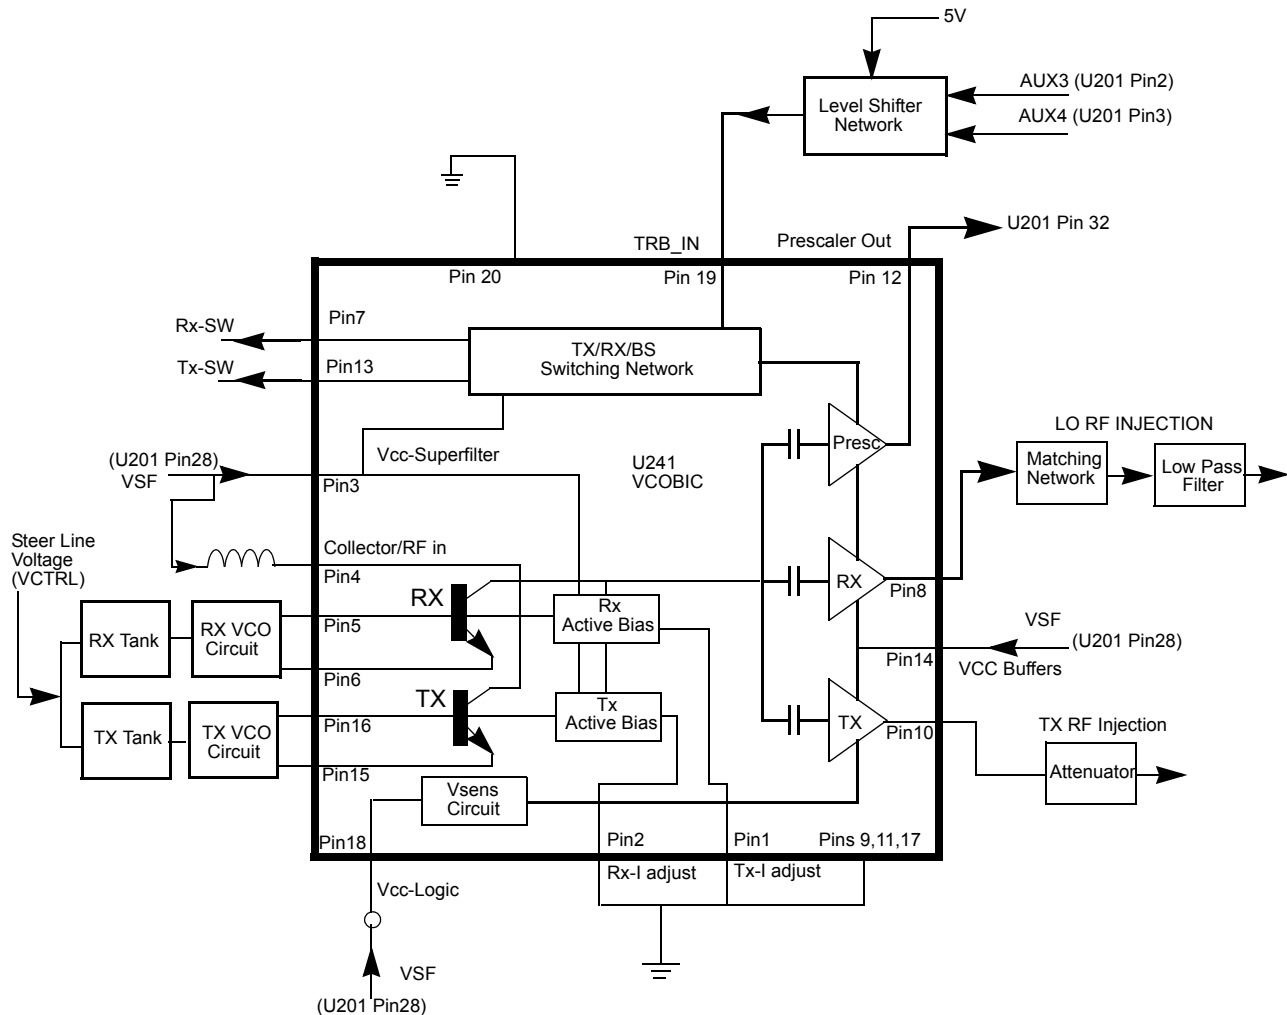 5V
AUX3 (U201 Pin2)
Level Shifter
Network
AUX4 (U201 Pin3)
U201 Pin 32
TRB_IN
Prescaler Out
Pin 20
Pin 19
Pin 12
Rx-SW
Pin7
Tx-SW
Pin13
TX/RX/BS
Switching Network
Presc
LO RF INJECTION
(U201 Pin28)
VSF
Vcc-Superfilter
Pin3
U241
VCOBIC
Matching
Network
Low Pass
Filter
Steer Line
Voltage
(VCTRL)
Collector/RF in
Pin4
RX
Rx
Active Bias
RX
Pin8
RX Tank
RX VCO
Circuit
Pin5
Pin6
VSF
(U201 Pin28)
Pin14
VCC Buffers
TX
Tx
Active Bias
TX
Pin10
TX Tank
TX VCO
Circuit
Pin16
Pin15
TX RF Injection
Attenuator
Vsens
Circuit
Pin18
Pin2
Pin1
Pins 9,11,17
Rx-I adjust
Tx-I adjust
Vcc-Logic
VSF
(U201 Pin28)